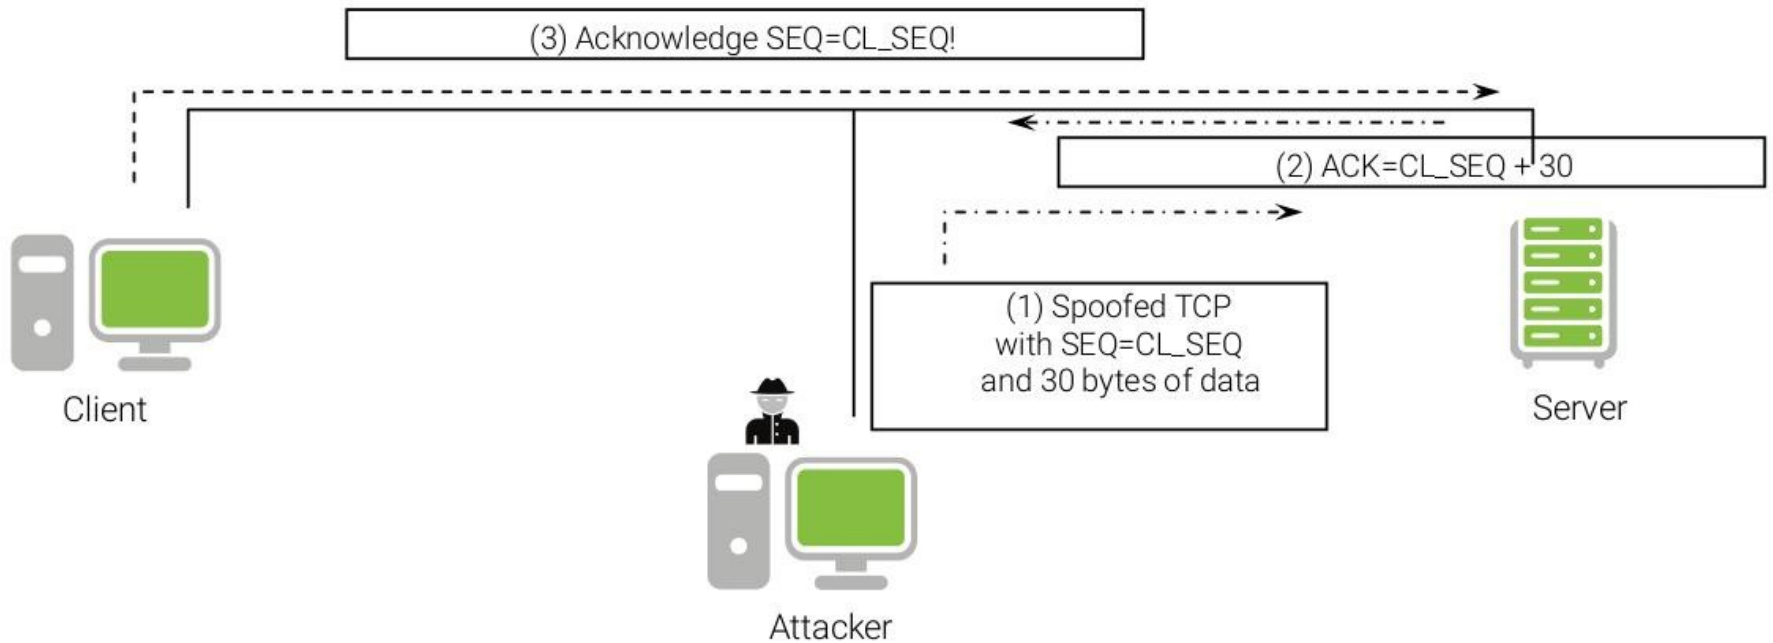 (3) Acknowledge SEQ=CL_SEQ!
(2) ACK=CL_SEQ + 30
(1) Spoofed TCP
with SEQ=CL_SEQ
and 30 bytes of data
Client
Server
Attacker